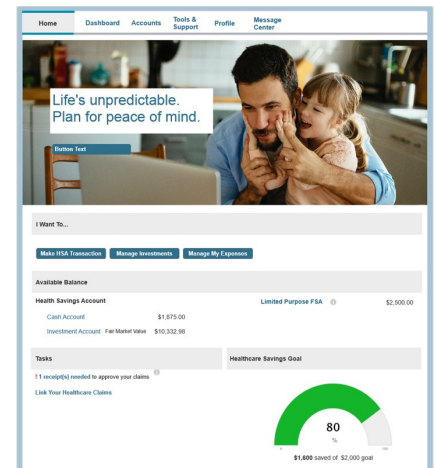 Home Dashboard Accounts Tools & Support Profile Message Center
Life's unpredictable.
Plan for peace of mind.
Button Text
I Want To...
Make HSA Transaction Manage Investments Manage My Expenses
Available Balance
Health Savings Account Limited Purpose FSA $2,500.00
Cash Account $1,675.00
Investment Account Fair Market Value $10,332.98
Tasks Healthcare Savings Goal
! 1 receipt(s) needed to approve your claims
Link Your Healthcare Claims
80
%
0 100
$1,600 saved of $2,000 goal